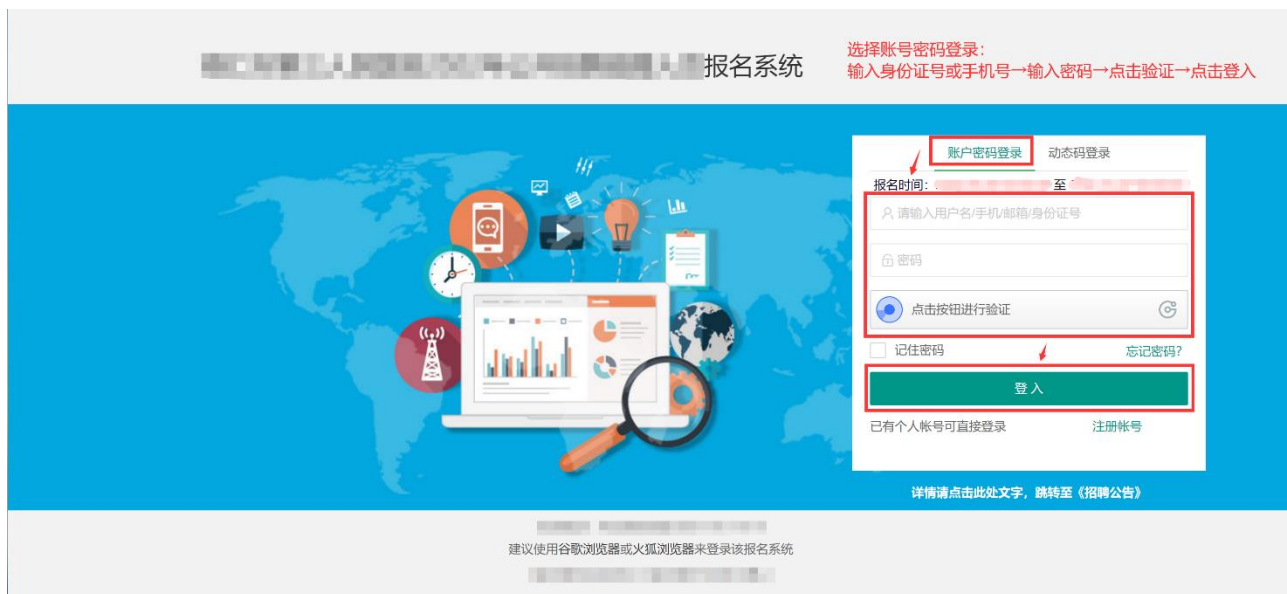 报名系统
选择账号密码登录：
输入身份证号或手机号→输入密码→点击验证→点击登入
账户密码登录 动态码登录
报名时间： 至
请输入用户名/手机/邮箱/身份证号
密码
点击按钮进行验证
记住密码 忘记密码?
登入
已有个人帐号可直接登录 注册帐号
详情请点击此处文字，跳转至《招聘公告》
建议使用谷歌浏览器或火狐浏览器来登录该报名系统